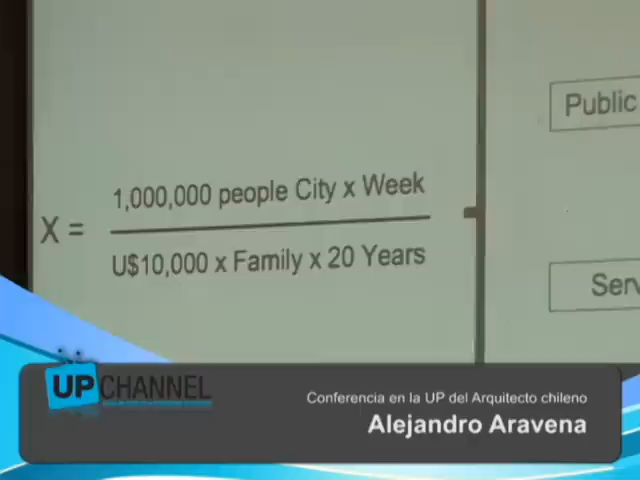 X =
1,000,000 people City x Week
U$10,000 x Family x 20 Years
Public
Serv
UP CHANNEL
Conferencia en la UP del Arquitecto chileno
Alejandro Aravena